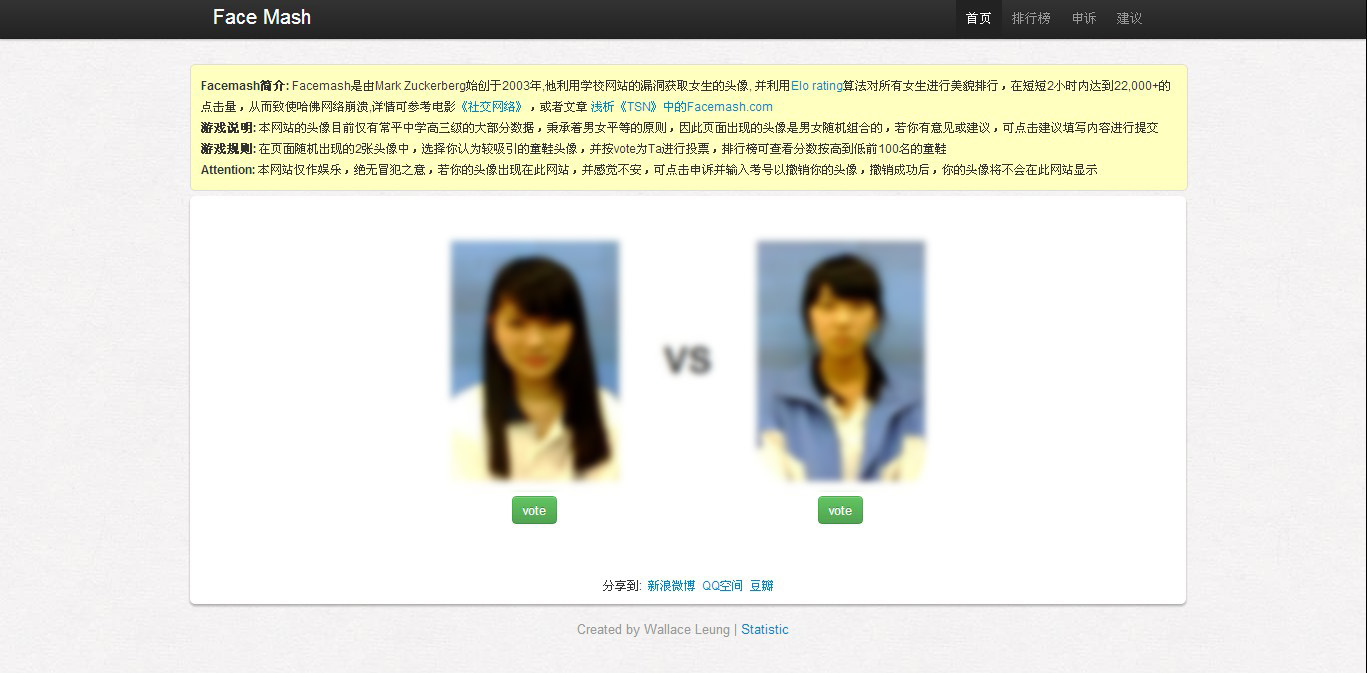 Face Mash
首页 排行榜 申诉 建议
Facemash简介: Facemash是由Mark Zuckerberg始创于2003年,他利用学校网站的漏洞获取女生的头像, 并利用Elo rating算法对所有女生进行美貌排行，在短短2小时内达到22,000+的
点击量，从而致使哈佛网络崩溃,详情可参考电影《社交网络》，或者文章 浅析《TSN》中的Facemash.com
游戏说明: 本网站的头像目前仅有常平中学高三级的大部分数据，秉承着男女平等的原则，因此页面出现的头像是男女随机组合的，若你有意见或建议，可点击建议填写内容进行提交
游戏规则: 在页面随机出现的2张头像中，选择你认为较吸引的童鞋头像，并按vote为Ta进行投票，排行榜可查看分数按高到低前100名的童鞋
Attention: 本网站仅作娱乐，绝无冒犯之意，若你的头像出现在此网站，并感觉不安，可点击申诉并输入考号以撤销你的头像，撤销成功后，你的头像将不会在此网站显示
VS
vote vote
分享到: 新浪微博 QQ空间 豆瓣
Created by Wallace Leung | Statistic